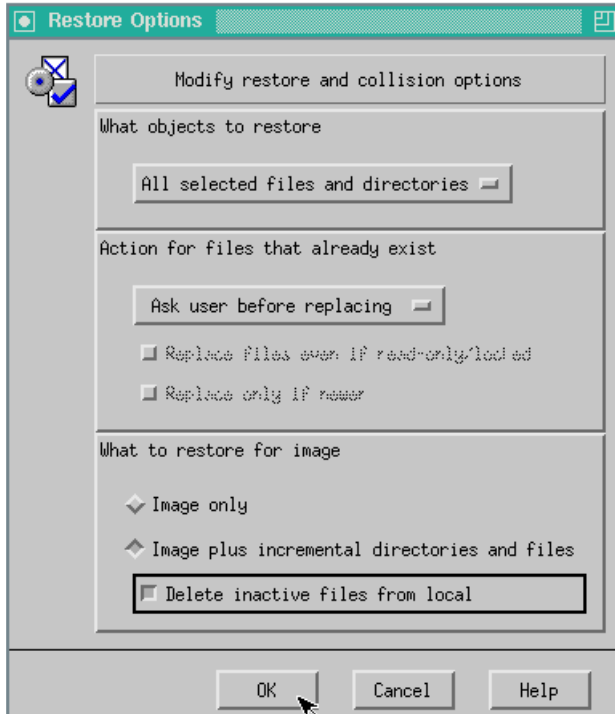 Restore Options
Modify restore and collision options
What objects to restore
All selected files and directories
Action for files that already exist
Ask user before replacing
Replace files even if read-only/locked
Replace only if newer
What to restore for image
Image only
Image plus incremental directories and files
Delete inactive files from local
OK Cancel Help